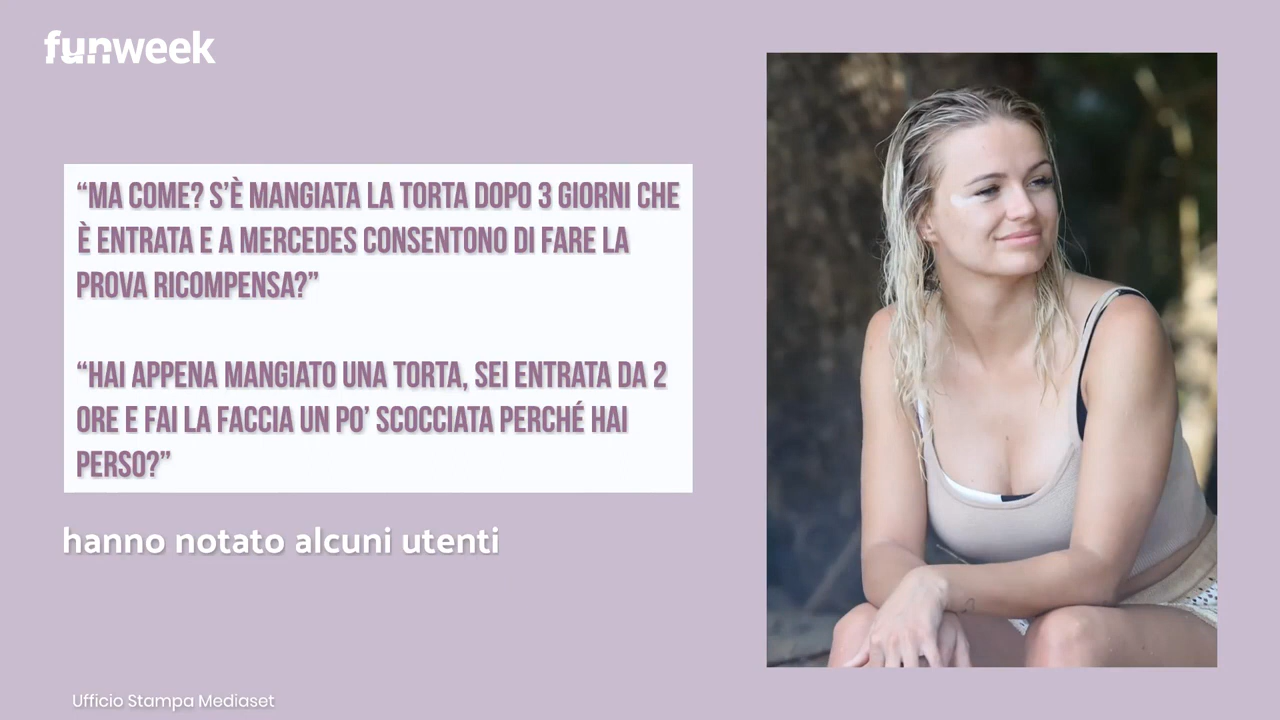 funweek
“MA COME? S’È MANGIATA LA TORTA DOPO 3 GIORNI CHE
È ENTRATA E A MERCEDES CONSENTONO DI FARE LA
PROVA RICOMPENSA?”
“HAI APPENA MANGIATO UNA TORTA, SEI ENTRATA DA 2
ORE E FAI LA FACCIA UN PO’ SCOCCIATA PERCHÉ HAI
PERSO?”
hanno notato alcuni utenti
Ufficio Stampa Mediaset